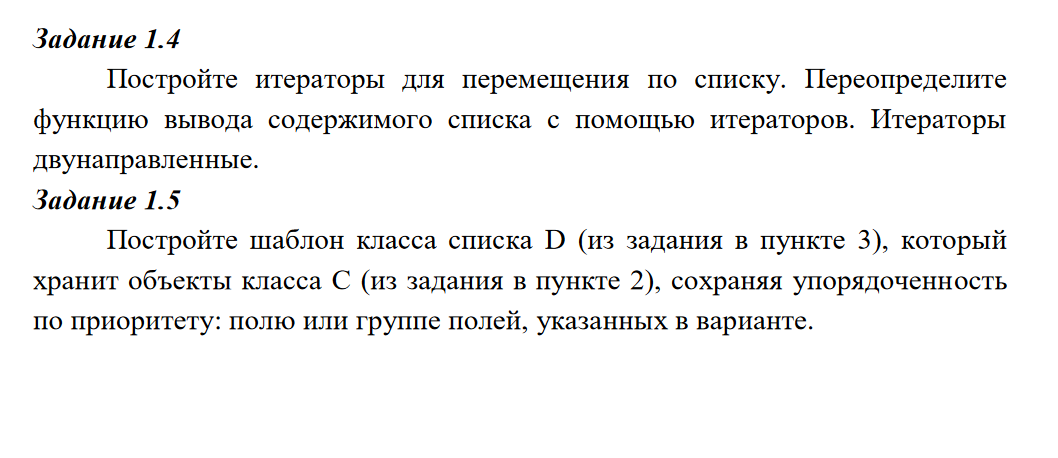 Задание 1.4
Постройте итераторы для перемещения по списку. Переопределите
функцию вывода содержимого списка с помощью итераторов. Итераторы
двунаправленные.
Задание 1.5
Постройте шаблон класса списка D (из задания в пункте 3), который
хранит объекты класса C (из задания в пункте 2), сохраняя упорядоченность
по приоритету: полю или группе полей, указанных в варианте.